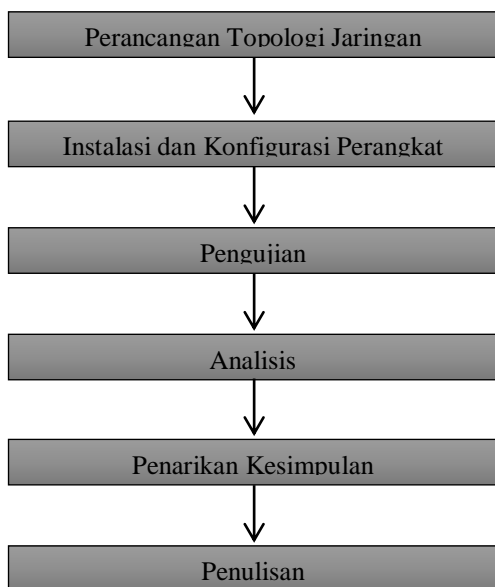 Perancangan Topologi Jaringan
Instalasi dan Konfigurasi Perangkat
Pengujian
Analisis
Penarikan Kesimpulan
Penulisan